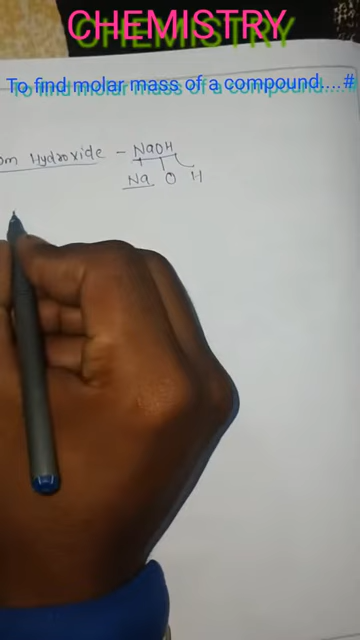 CHEMISTRY
To find molar mass of a compound....#
Hydroxide - NaOH
Na O H